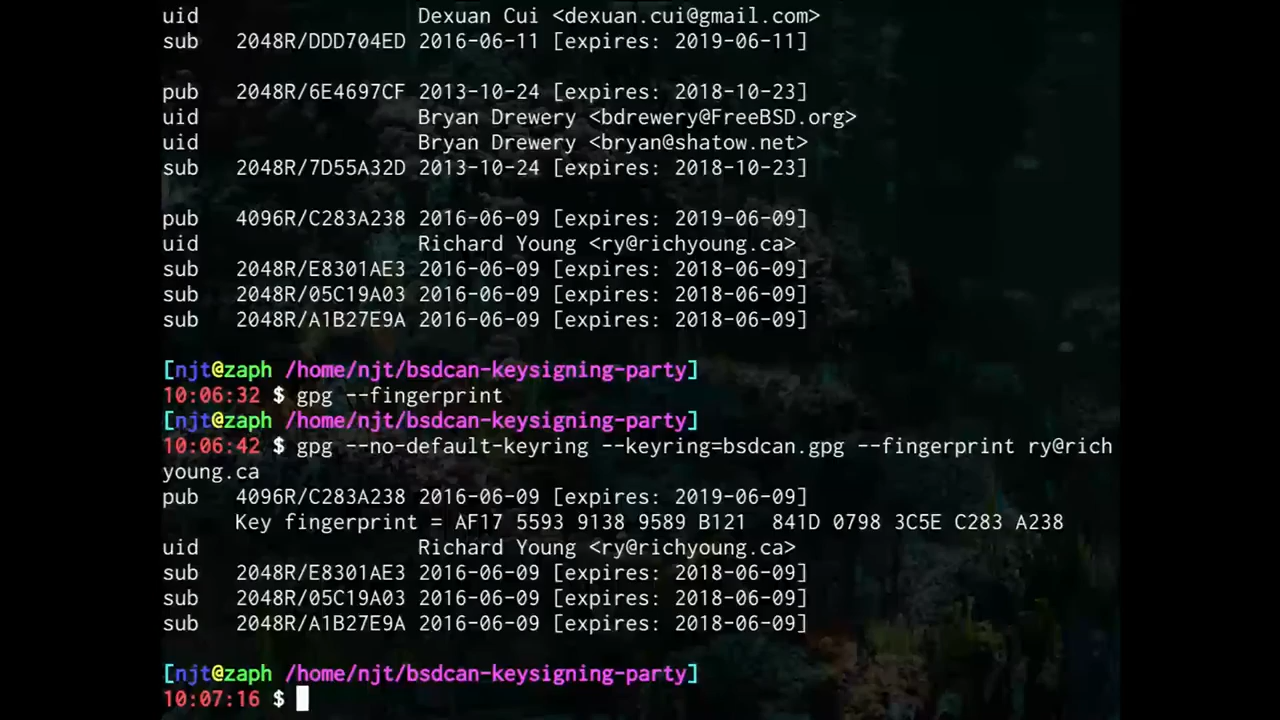 uid                  Dexuan Cui <dexuan.cui@gmail.com>
sub   2048R/DDD704ED 2016-06-11 [expires: 2019-06-11]

pub   2048R/6E4697CF 2013-10-24 [expires: 2018-10-23]
uid                  Bryan Drewery <bdrewery@FreeBSD.org>
uid                  Bryan Drewery <bryan@shatow.net>
sub   2048R/7D55A32D 2013-10-24 [expires: 2018-10-23]

pub   4096R/C283A238 2016-06-09 [expires: 2019-06-09]
uid                  Richard Young <ry@richyoung.ca>
sub   2048R/E8301AE3 2016-06-09 [expires: 2018-06-09]
sub   2048R/05C19A03 2016-06-09 [expires: 2018-06-09]
sub   2048R/A1B27E9A 2016-06-09 [expires: 2018-06-09]

[njt@zaph /home/njt/bsdcan-keysigning-party]
10:06:32 $ gpg --fingerprint
[njt@zaph /home/njt/bsdcan-keysigning-party]
10:06:42 $ gpg --no-default-keyring --keyring=bsdcan.gpg --fingerprint ry@rich
young.ca
pub   4096R/C283A238 2016-06-09 [expires: 2019-06-09]
      Key fingerprint = AF17 5593 9138 9589 B121  841D 0798 3C5E C283 A238
uid                  Richard Young <ry@richyoung.ca>
sub   2048R/E8301AE3 2016-06-09 [expires: 2018-06-09]
sub   2048R/05C19A03 2016-06-09 [expires: 2018-06-09]
sub   2048R/A1B27E9A 2016-06-09 [expires: 2018-06-09]

[njt@zaph /home/njt/bsdcan-keysigning-party]
10:07:16 $